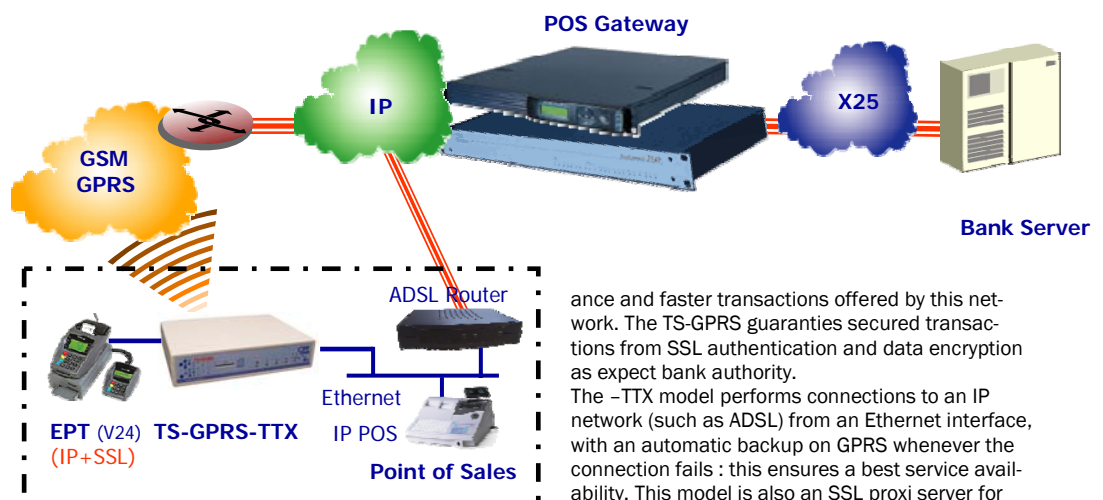 POS Gateway
IP
X25
GSM
GPRS
Bank Server
ADSL Router
Ethernet
EPT (V24) TS-GPRS-TTX
IP POS
(IP+SSL)
Point of Sales
ance and faster transactions offered by this net-
work. The TS-GPRS guaranties secured transac-
tions from SSL authentication and data encryption
as expect bank authority.
The –TTX model performs connections to an IP
network (such as ADSL) from an Ethernet interface,
with an automatic backup on GPRS whenever the
connection fails : this ensures a best service avail-
ability. This model is also an SSL proxi server for